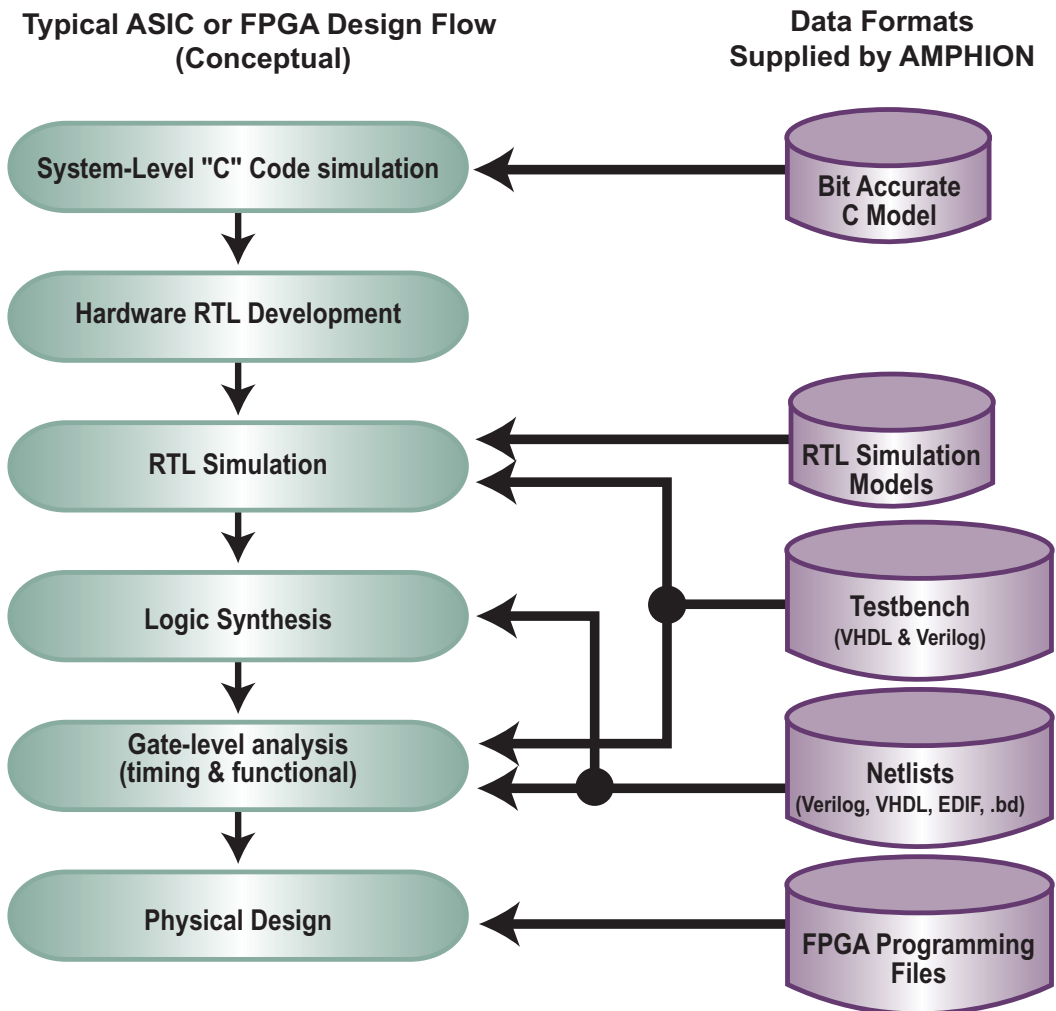 Typical ASIC or FPGA Design Flow
(Conceptual)
Data Formats
Supplied by AMPHION
System-Level "C" Code simulation
Bit Accurate
C Model
Hardware RTL Development
RTL Simulation
RTL Simulation
Models
Logic Synthesis
Testbench
(VHDL & Verilog)
Gate-level analysis
(timing & functional)
Netlists
(Verilog, VHDL, EDIF, .bd)
Physical Design
FPGA Programming
Files